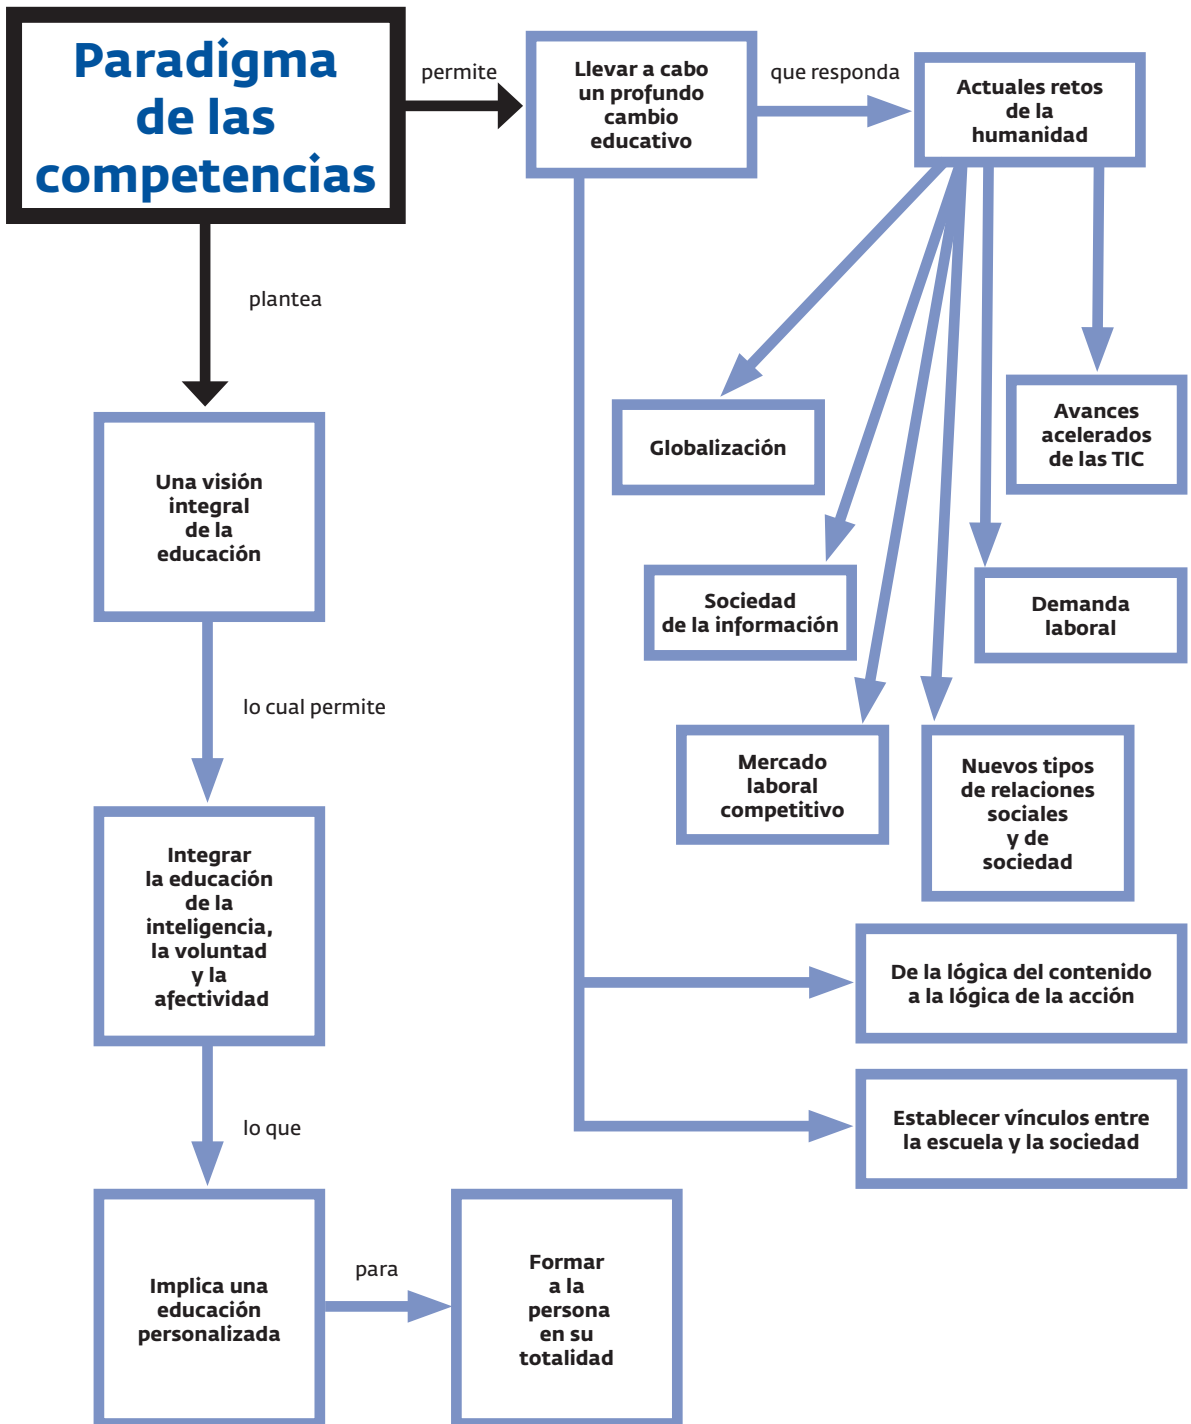 Paradigma
de las
competencias
permite
Llevar a cabo
un profundo
cambio
educativo
que responda
Actuales retos
de la
humanidad
plantea
Globalización
Avances
acelerados
de las TIC
Una visión
integral
de la
educación
Sociedad
de la información
Demanda
laboral
lo cual permite
Mercado
laboral
competitivo
Nuevos tipos
de relaciones
sociales
y de
sociedad
Integrar
la educación
de la
inteligencia,
la voluntad
y la
afectividad
De la lógica del contenido
a la lógica de la acción
Establecer vínculos entre
la escuela y la sociedad
lo que
Implica una
educación
personalizada
para
Formar
a la
persona
en su
totalidad